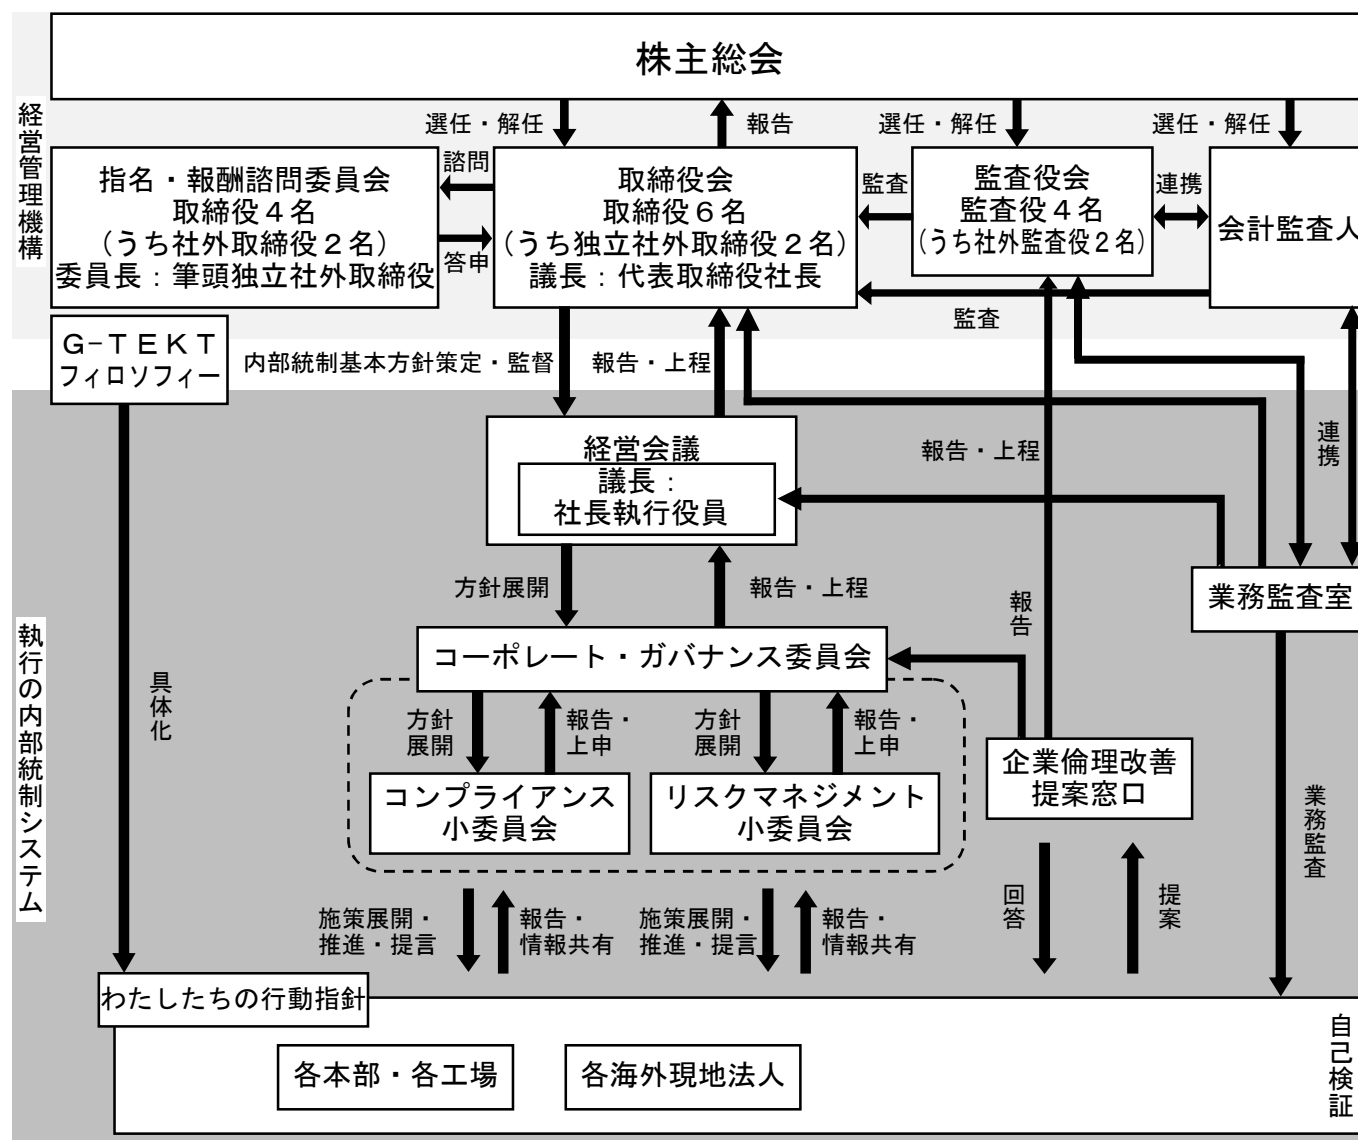 株主総会
経営管理機構
選任・解任
報告
選任・解任
選任・解任
指名・報酬諮問委員会
取締役４名
（うち社外取締役２名）
委員長：筆頭独立社外取締役
諮問
答申
取締役会
取締役６名
（うち独立社外取締役２名）
議長：代表取締役社長
監査
監査役会
監査役４名
（うち社外監査役２名）
連携
会計監査人
監査
Ｇ−ＴＥＫＴ
フィロソフィー
内部統制基本方針策定・監督
報告・上程
経営会議
議長：
社長執行役員
報告・上程
連携
方針展開
報告・上程
報告
業務監査室
執行の内部統制システム
具体化
コーポレート・ガバナンス委員会
方針
展開
報告・
上申
方針
展開
報告・
上申
コンプライアンス
小委員会
リスクマネジメント
小委員会
企業倫理改善
提案窓口
業務監査
施策展開・
推進・提言
報告・
情報共有
施策展開・
推進・提言
報告・
情報共有
回答
提案
わたしたちの行動指針
各本部・各工場
各海外現地法人
自己検証